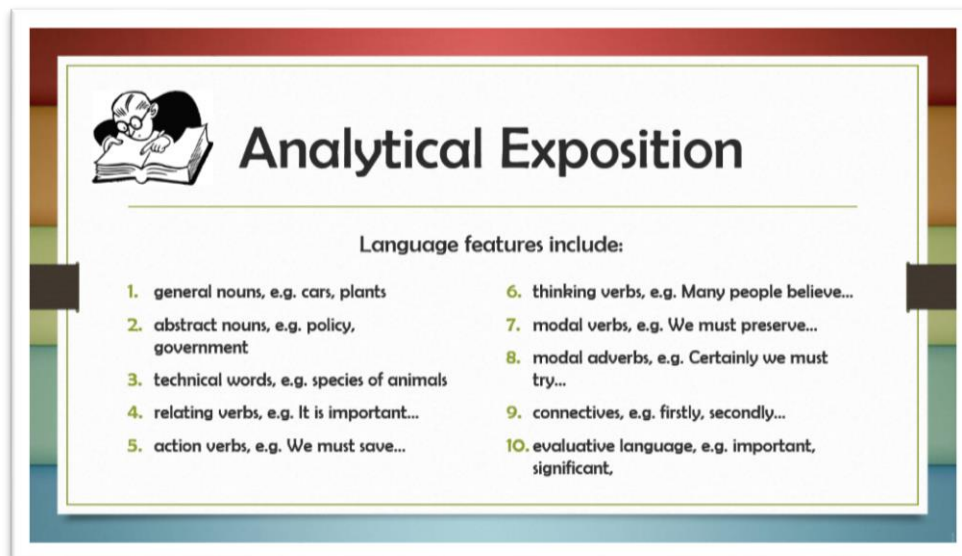 Analytical Exposition
Language features include:
1. general nouns, e.g. cars, plants
2. abstract nouns, e.g. policy,
government
3. technical words, e.g. species of animals
4. relating verbs, e.g. It is important...
5. action verbs, e.g. We must save...
6. thinking verbs, e.g. Many people believe...
7. modal verbs, e.g. We must preserve...
8. modal adverbs, e.g. Certainly we must
try...
9. connectives, e.g. firstly, secondly...
10. evaluative language, e.g. important,
significant,